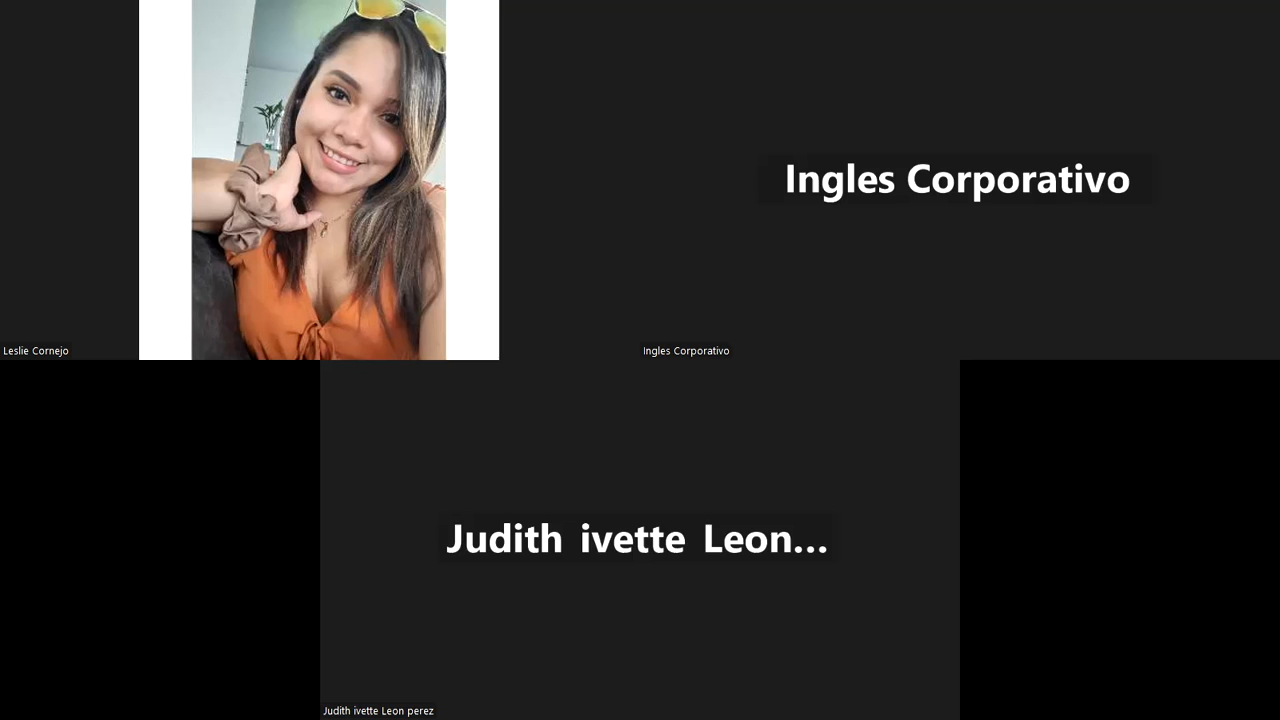 Ingles Corporativo
Leslie Cornejo
Ingles Corporativo
Judith ivette Leon...
Judith ivette Leon perez